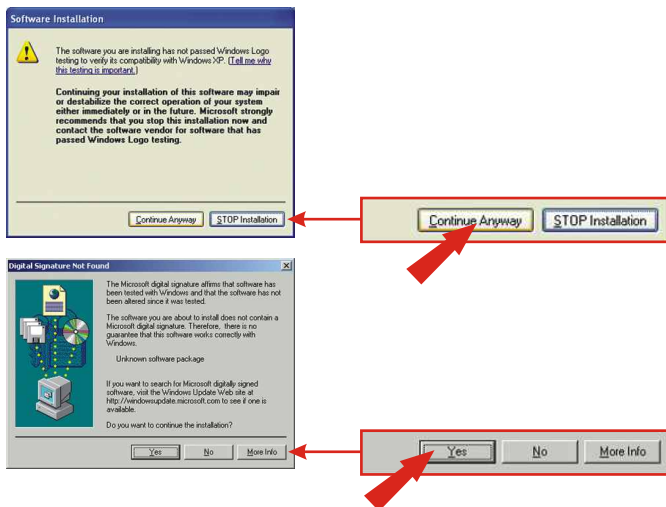 Software Installation
The software you are installing has not passed Windows Logo
testing to verify its compatibility with Windows XP. (Tell me why
this testing is important.)
Continuing your installation of this software may impair
or destabilize the correct operation of your system
either immediately or in the future. Microsoft strongly
recommends that you stop this installation now and
contact the software vendor for software that has
passed Windows Logo testing.
Continue Anyway STOP Installation
Continue Anyway STOP Installation
Digital Signature Not Found
The Microsoft digital signature affirms that software has
been tested with Windows and that the software has not
been altered since it was tested.
The software you are about to install does not contain a
Microsoft digital signature. Therefore, there is no
guarantee that this software works correctly with
Windows.
Unknown software package
If you want to search for Microsoft digitally signed
software, visit the Windows Update Web site at
http://windowsupdate.microsoft.com to see if one is
available.
Do you want to continue the installation?
Yes No More Info
Yes No More Info